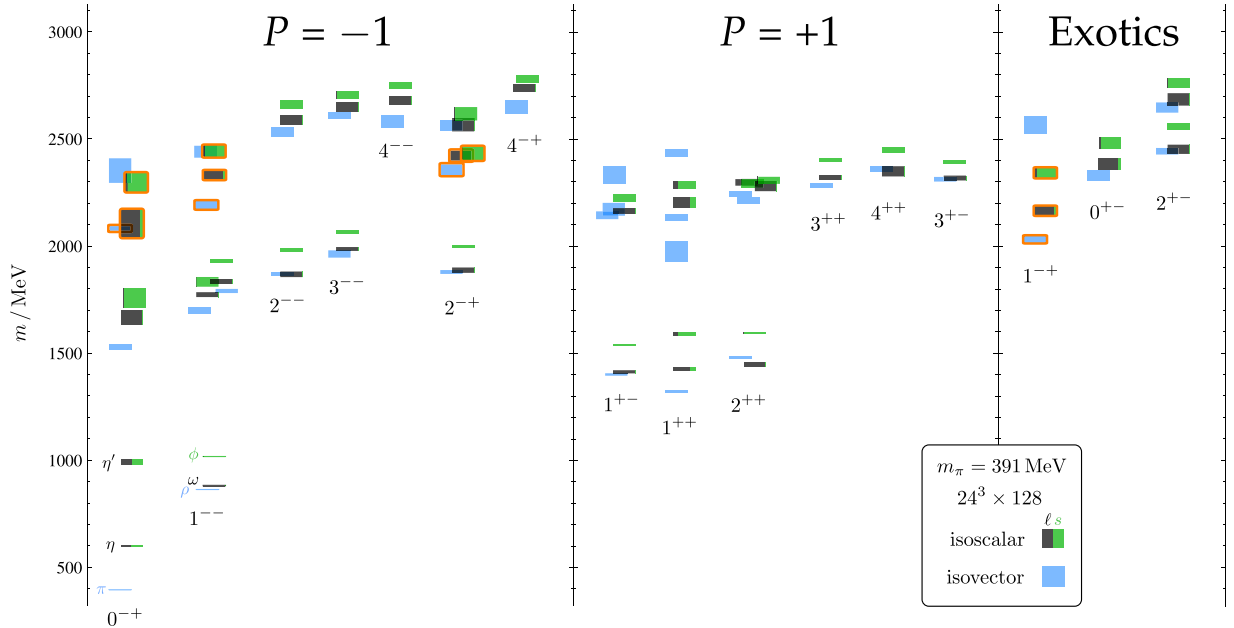 P = −1
P = +1
Exotics
3000
2500
2000
1500
1000
500
m / MeV
4⁻⁻
4⁻⁺
2⁻⁻
3⁻⁻
2⁻⁺
3⁺⁺
4⁺⁺
3⁺⁻
0⁺⁻
2⁺⁻
1⁻⁺
1⁺⁻
1⁺⁺
2⁺⁺
η′
ϕ
ω
ρ
1⁻⁻
η
π
0⁻⁺
m_π = 391 MeV
24³ × 128
ℓ s
isoscalar
isovector